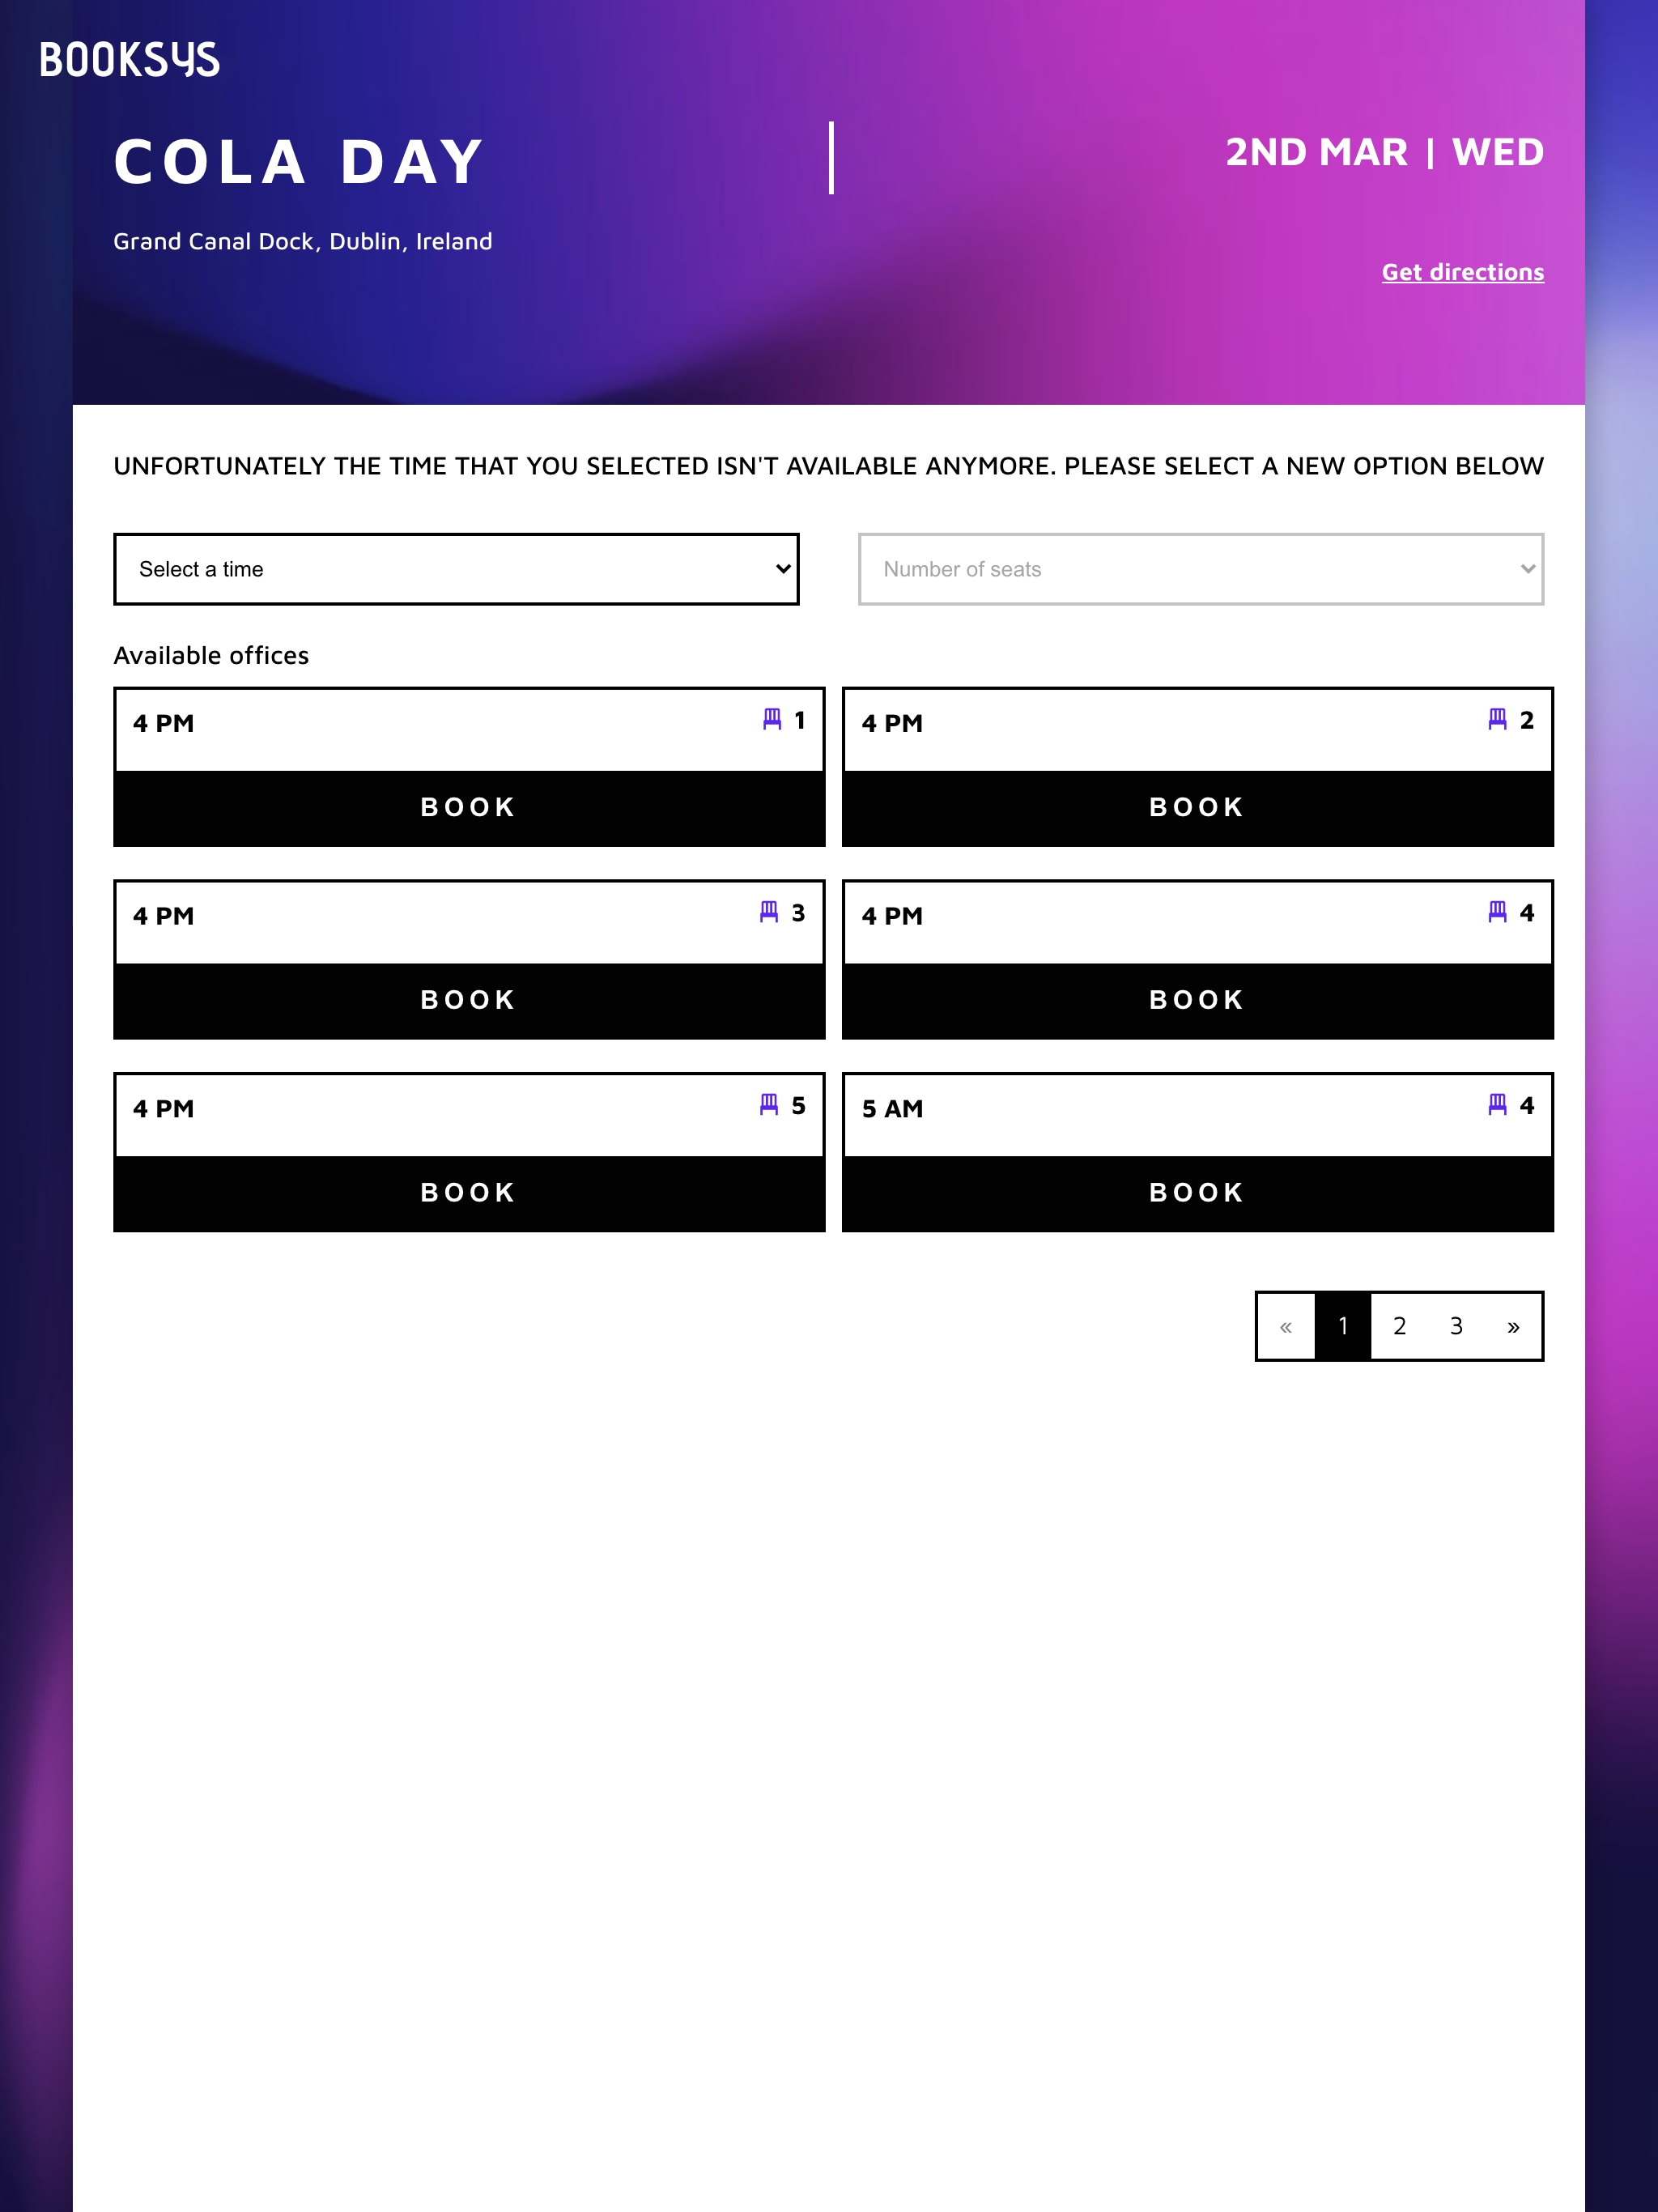 BOOKSYS
COLA DAY
2ND MAR | WED
Grand Canal Dock, Dublin, Ireland
Get directions
UNFORTUNATELY THE TIME THAT YOU SELECTED ISN'T AVAILABLE ANYMORE. PLEASE SELECT A NEW OPTION BELOW
Select a time
Number of seats
Available offices
4 PM 1
BOOK
4 PM 2
BOOK
4 PM 3
BOOK
4 PM 4
BOOK
4 PM 5
BOOK
5 AM 4
BOOK
« 1 2 3 »